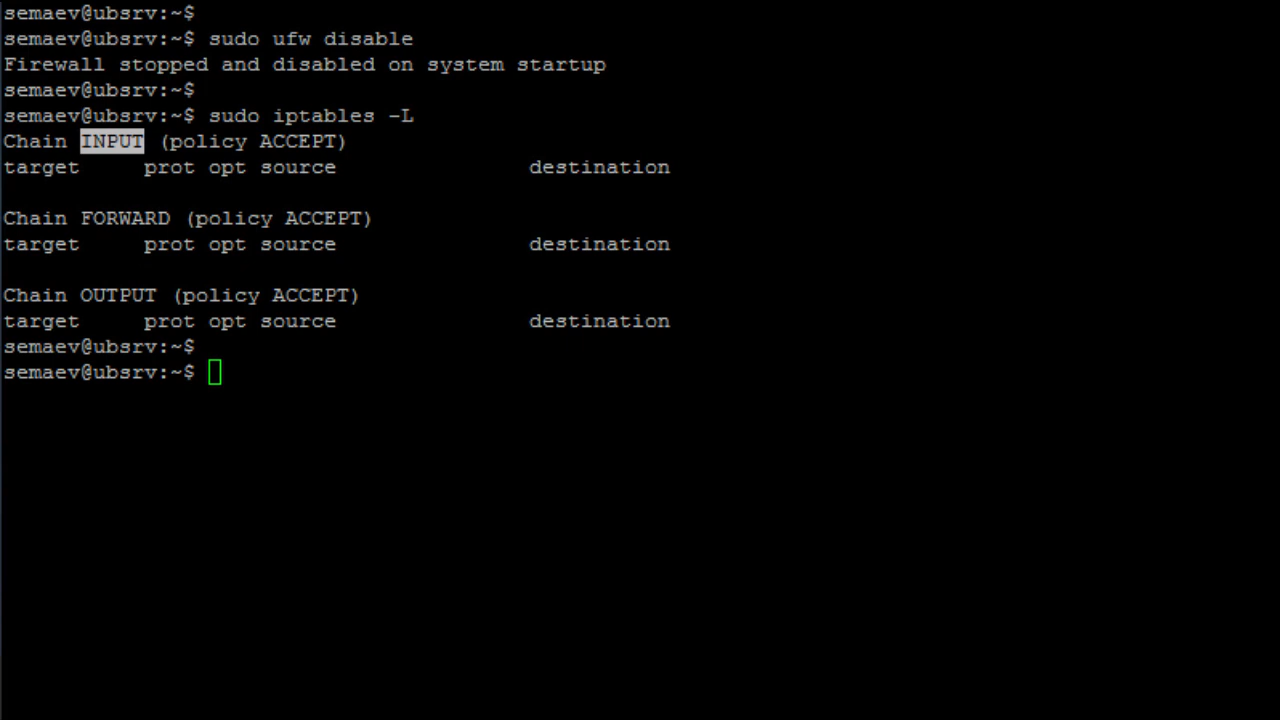 semaev@ubsrv:~$
semaev@ubsrv:~$ sudo ufw disable
Firewall stopped and disabled on system startup
semaev@ubsrv:~$
semaev@ubsrv:~$ sudo iptables -L
Chain INPUT (policy ACCEPT)
target     prot opt source               destination
Chain FORWARD (policy ACCEPT)
target     prot opt source               destination
Chain OUTPUT (policy ACCEPT)
target     prot opt source               destination
semaev@ubsrv:~$
semaev@ubsrv:~$